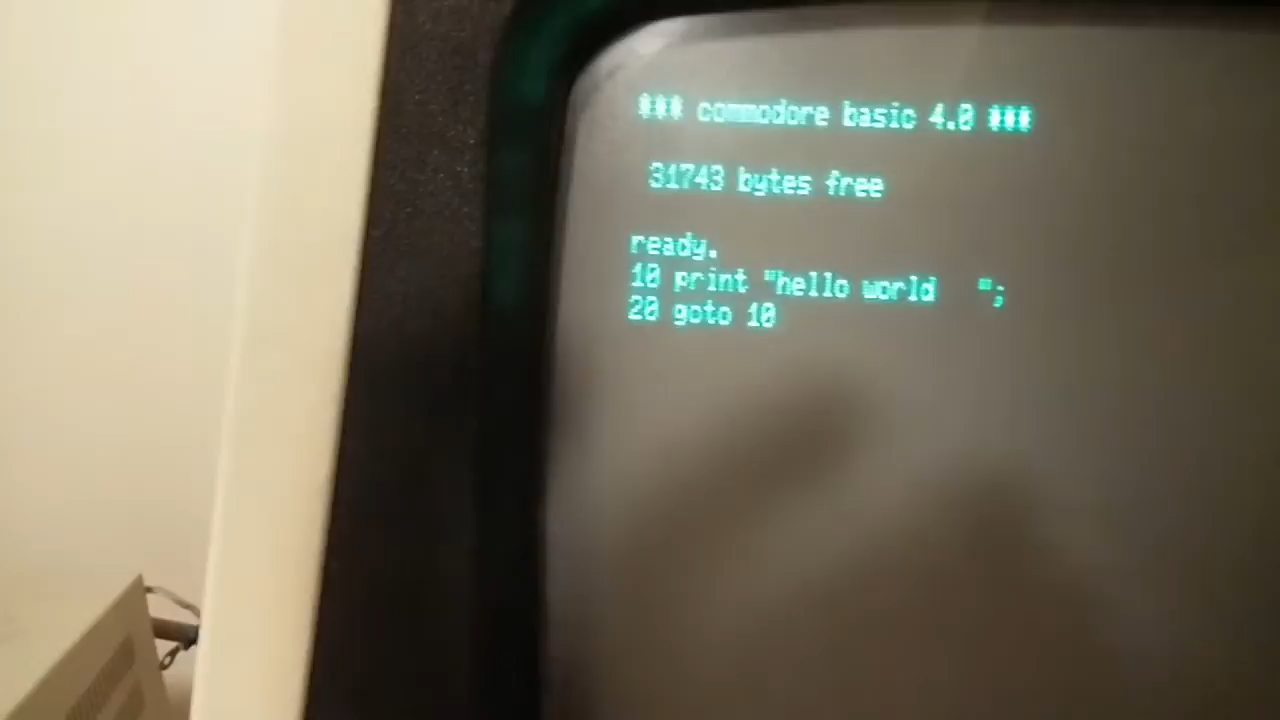 *** commodore basic 4.0 ***
31743 bytes free
ready.
10 print "hello world   ";
20 goto 10